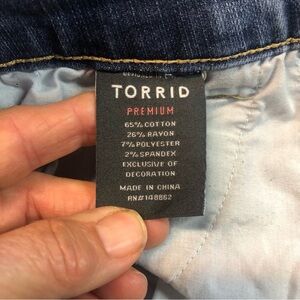 TORRID
PREMIUM
65% COTTON
26% RAYON
7% POLYESTER
2% SPANDEX
EXCLUSIVE OF
DECORATION
MADE IN CHINA
RN#148862